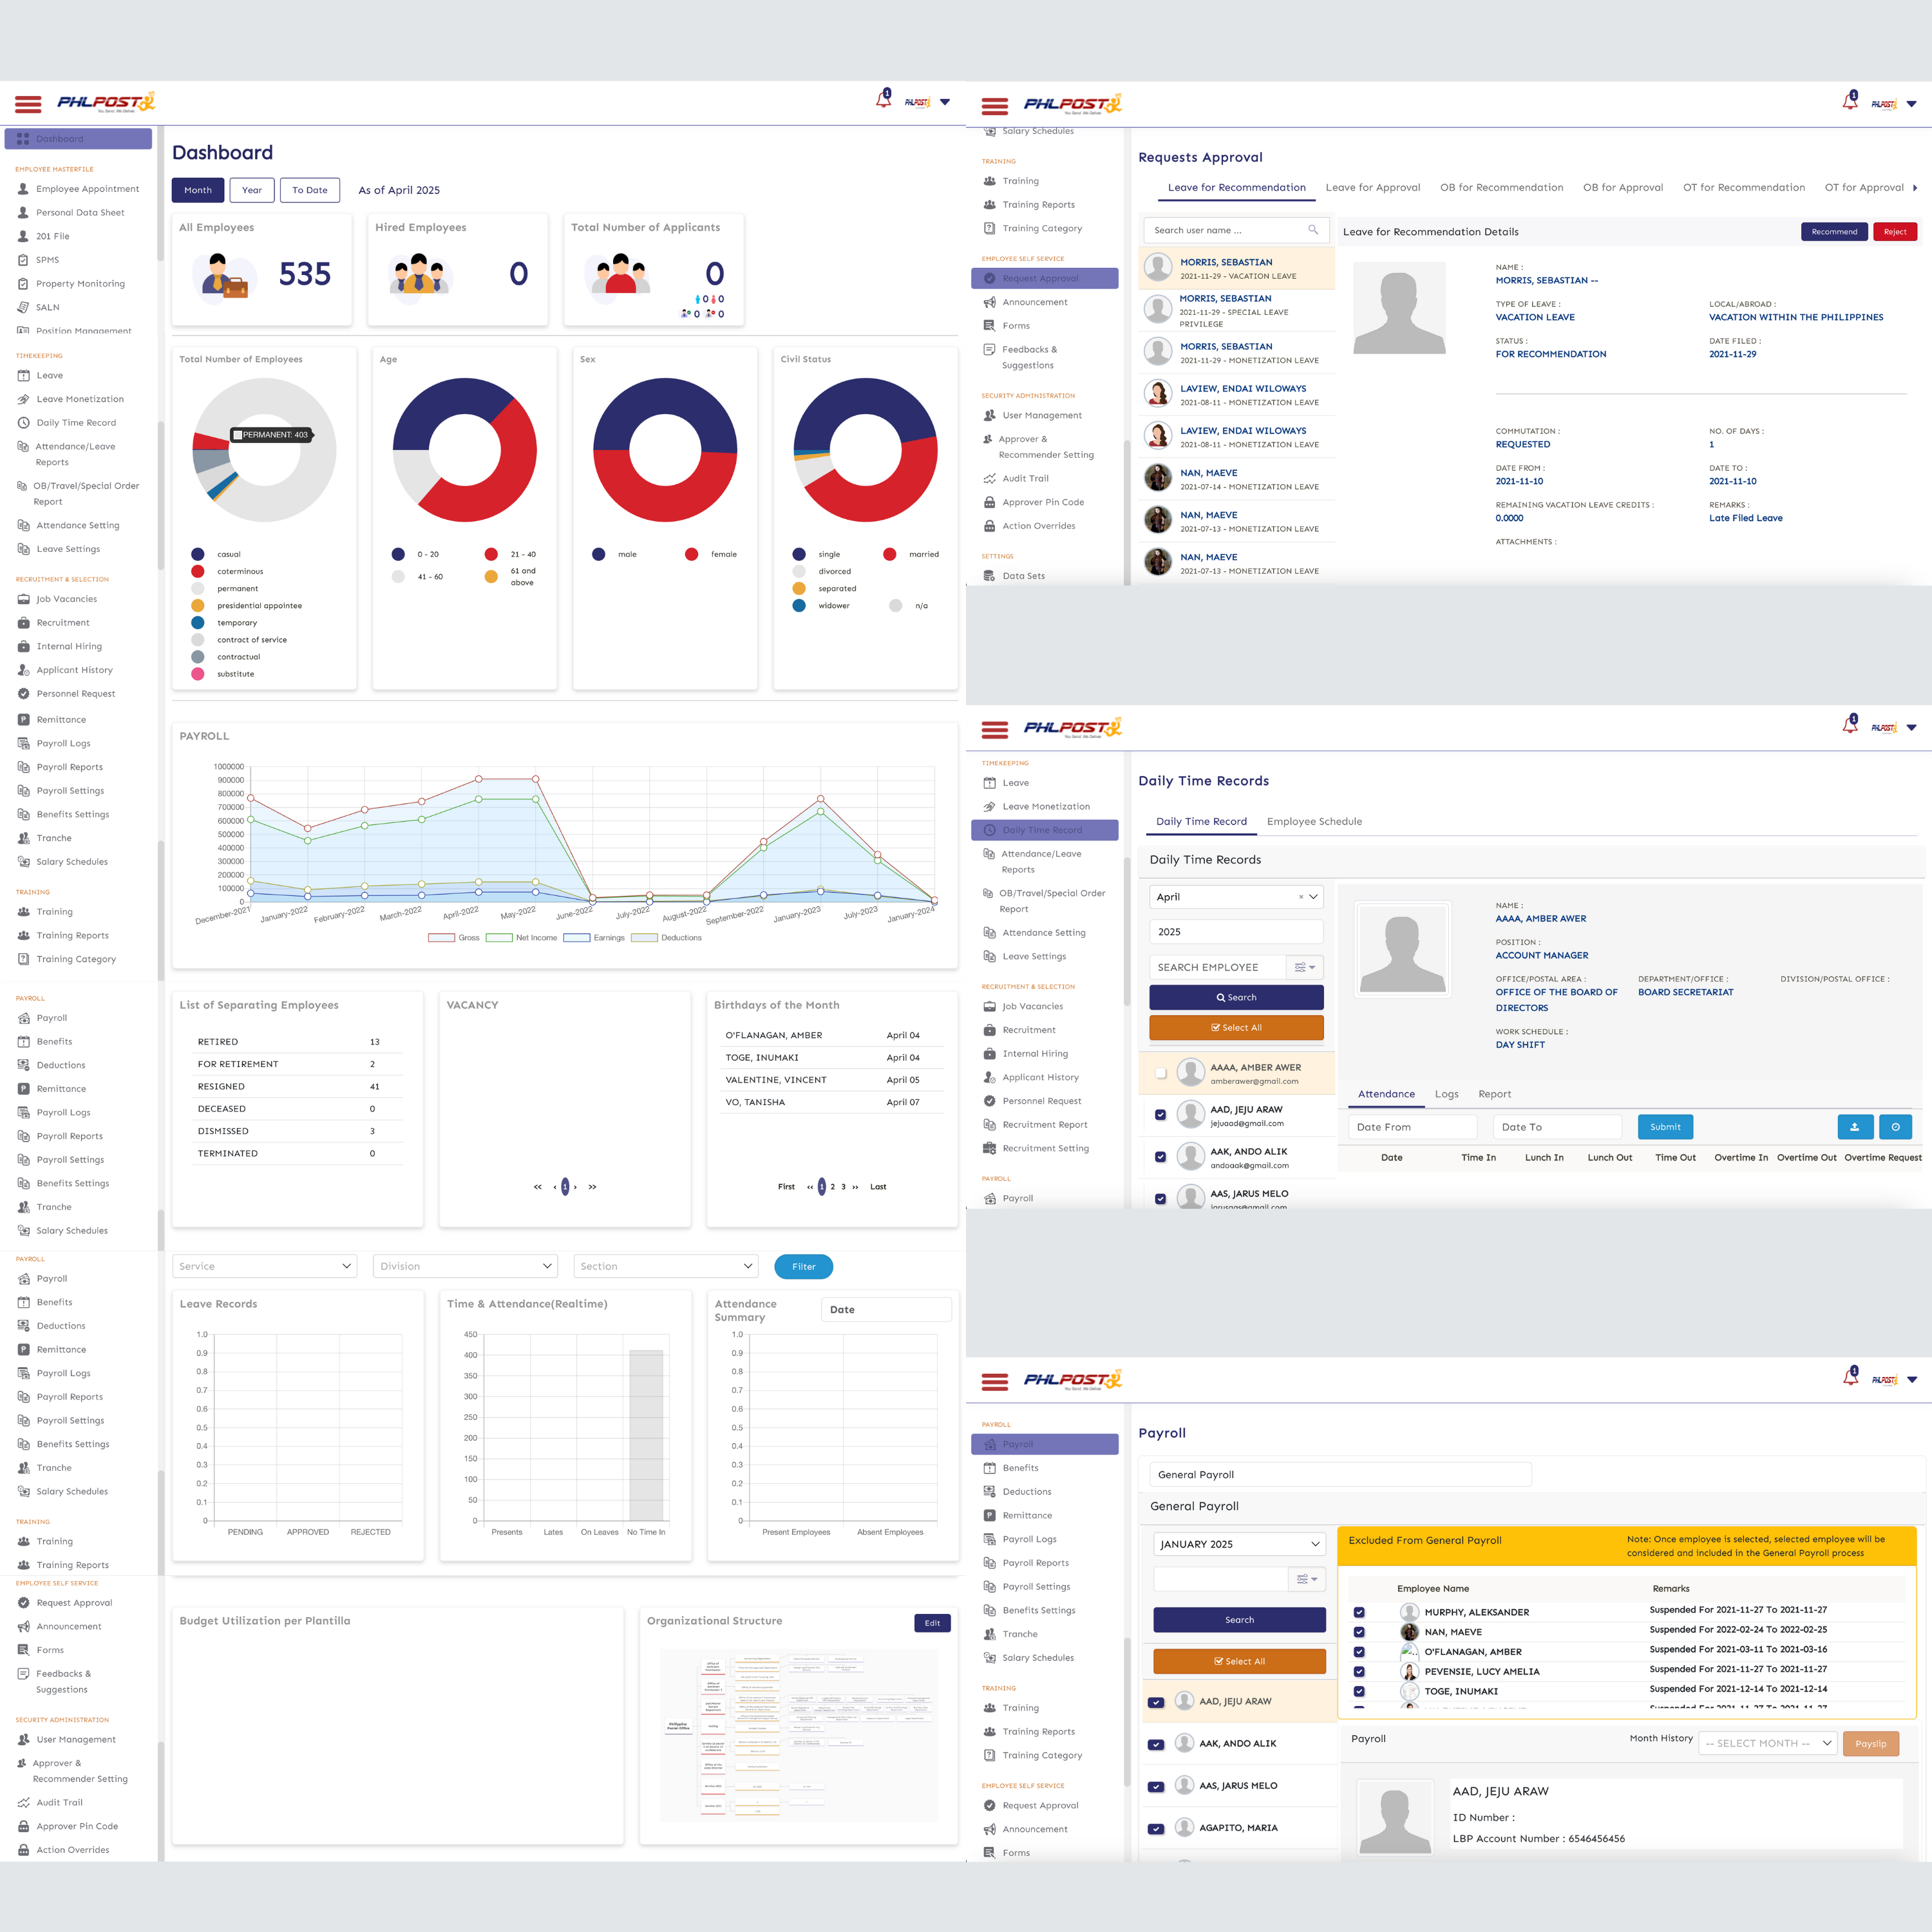 PHLPOST
You Send. We Deliver.
1
PHLPOST
Dashboard
EMPLOYEE MASTERFILE
Employee Appointment
Personal Data Sheet
201 File
SPMS
Property Monitoring
SALN
Position Management
TIMEKEEPING
Leave
Leave Monetization
Daily Time Record
Attendance/Leave
Reports
OB/Travel/Special Order
Report
Attendance Setting
Leave Settings
RECRUITMENT & SELECTION
Job Vacancies
Recruitment
Internal Hiring
Applicant History
Personnel Request
Remittance
Payroll Logs
Payroll Reports
Payroll Settings
Benefits Settings
Tranche
Salary Schedules
TRAINING
Training
Training Reports
Training Category
PAYROLL
Payroll
Benefits
Deductions
Remittance
Payroll Logs
Payroll Reports
Payroll Settings
Benefits Settings
Tranche
Salary Schedules
PAYROLL
Payroll
Benefits
Deductions
Remittance
Payroll Logs
Payroll Reports
Payroll Settings
Benefits Settings
Tranche
Salary Schedules
TRAINING
Training
Training Reports
EMPLOYEE SELF SERVICE
Request Approval
Announcement
Forms
Feedbacks &
Suggestions
SECURITY ADMINISTRATION
User Management
Approver &
Recommender Setting
Audit Trail
Approver Pin Code
Action Overrides
Dashboard
Month Year To Date As of April 2025
All Employees
535
Hired Employees
0
Total Number of Applicants
0
0 0
0 0
Total Number of Employees
PERMANENT: 403
casual
coterminous
permanent
presidential appointee
temporary
contract of service
contractual
substitute
Age
0 - 20 21 - 40
41 - 60 61 and
above
Sex
male female
Civil Status
single married
divorced
separated
widower n/a
PAYROLL
1000000
900000
800000
700000
600000
500000
400000
300000
200000
100000
0
December-2021 January-2022 February-2022 March-2022 April-2022 May-2022 June-2022 July-2022 August-2022 September-2022 January-2023 July-2023 January-2024
Gross Net Income Earnings Deductions
List of Separating Employees
RETIRED 13
FOR RETIREMENT 2
RESIGNED 41
DECEASED 0
DISMISSED 3
TERMINATED 0
VACANCY
<< ‹ 1 › >>
Birthdays of the Month
O'FLANAGAN, AMBER April 04
TOGE, INUMAKI April 04
VALENTINE, VINCENT April 05
VO, TANISHA April 07
First ‹‹ 1 2 3 ›› Last
Service Division Section Filter
Leave Records
1.0
0.9
0.8
0.7
0.6
0.5
0.4
0.3
0.2
0.1
0
PENDING APPROVED REJECTED
Time & Attendance(Realtime)
450
400
350
300
250
200
150
100
50
0
Presents Lates On Leaves No Time In
Attendance
Summary
Date
1.0
0.9
0.8
0.7
0.6
0.5
0.4
0.3
0.2
0.1
0
Present Employees Absent Employees
Budget Utilization per Plantilla
Organizational Structure
Edit
PHLPOST
You Send. We Deliver.
1
PHLPOST
Salary Schedules
TRAINING
Training
Training Reports
Training Category
EMPLOYEE SELF SERVICE
Request Approval
Announcement
Forms
Feedbacks &
Suggestions
SECURITY ADMINISTRATION
User Management
Approver &
Recommender Setting
Audit Trail
Approver Pin Code
Action Overrides
SETTINGS
Data Sets
Requests Approval
Leave for Recommendation Leave for Approval OB for Recommendation OB for Approval OT for Recommendation OT for Approval
Search user name ...
MORRIS, SEBASTIAN
2021-11-29 - VACATION LEAVE
MORRIS, SEBASTIAN
2021-11-29 - SPECIAL LEAVE
PRIVILEGE
MORRIS, SEBASTIAN
2021-11-29 - MONETIZATION LEAVE
LAVIEW, ENDAI WILOWAYS
2021-08-11 - MONETIZATION LEAVE
LAVIEW, ENDAI WILOWAYS
2021-08-11 - MONETIZATION LEAVE
NAN, MAEVE
2021-07-14 - MONETIZATION LEAVE
NAN, MAEVE
2021-07-13 - MONETIZATION LEAVE
NAN, MAEVE
2021-07-13 - MONETIZATION LEAVE
Leave for Recommendation Details
Recommend Reject
NAME :
MORRIS, SEBASTIAN --
TYPE OF LEAVE : LOCAL/ABROAD :
VACATION LEAVE VACATION WITHIN THE PHILIPPINES
STATUS : DATE FILED :
FOR RECOMMENDATION 2021-11-29
COMMUTATION : NO. OF DAYS :
REQUESTED 1
DATE FROM : DATE TO :
2021-11-10 2021-11-10
REMAINING VACATION LEAVE CREDITS : REMARKS :
0.0000 Late Filed Leave
ATTACHMENTS :
PHLPOST
You Send. We Deliver.
1
PHLPOST
TIMEKEEPING
Leave
Leave Monetization
Daily Time Record
Attendance/Leave
Reports
OB/Travel/Special Order
Report
Attendance Setting
Leave Settings
RECRUITMENT & SELECTION
Job Vacancies
Recruitment
Internal Hiring
Applicant History
Personnel Request
Recruitment Report
Recruitment Setting
PAYROLL
Payroll
Daily Time Records
Daily Time Record Employee Schedule
Daily Time Records
April ×
2025
SEARCH EMPLOYEE
Search
Select All
AAAA, AMBER AWER
amberawer@gmail.com
AAD, JEJU ARAW
jejuaad@gmail.com
AAK, ANDO ALIK
andoaak@gmail.com
AAS, JARUS MELO
jarusaas@gmail.com
NAME :
AAAA, AMBER AWER
POSITION :
ACCOUNT MANAGER
OFFICE/POSTAL AREA : DEPARTMENT/OFFICE : DIVISION/POSTAL OFFICE :
OFFICE OF THE BOARD OF BOARD SECRETARIAT
DIRECTORS
WORK SCHEDULE :
DAY SHIFT
Attendance Logs Report
Date From Date To Submit
Date Time In Lunch In Lunch Out Time Out Overtime In Overtime Out Overtime Request
PHLPOST
You Send. We Deliver.
1
PHLPOST
PAYROLL
Payroll
Benefits
Deductions
Remittance
Payroll Logs
Payroll Reports
Payroll Settings
Benefits Settings
Tranche
Salary Schedules
TRAINING
Training
Training Reports
Training Category
EMPLOYEE SELF SERVICE
Request Approval
Announcement
Forms
Payroll
General Payroll
General Payroll
JANUARY 2025
Search
Select All
AAD, JEJU ARAW
AAK, ANDO ALIK
AAS, JARUS MELO
AGAPITO, MARIA
Excluded From General Payroll
Note: Once employee is selected, selected employee will be
considered and included in the General Payroll process
Employee Name Remarks
MURPHY, ALEKSANDER Suspended For 2021-11-27 To 2021-11-27
NAN, MAEVE Suspended For 2022-02-24 To 2022-02-25
O'FLANAGAN, AMBER Suspended For 2021-03-11 To 2021-03-16
PEVENSIE, LUCY AMELIA Suspended For 2021-11-27 To 2021-11-27
TOGE, INUMAKI Suspended For 2021-12-14 To 2021-12-14
Suspended For 2021-11-27 To 2021-11-27
Payroll Month History -- SELECT MONTH -- Payslip
AAD, JEJU ARAW
ID Number :
LBP Account Number : 6546456456